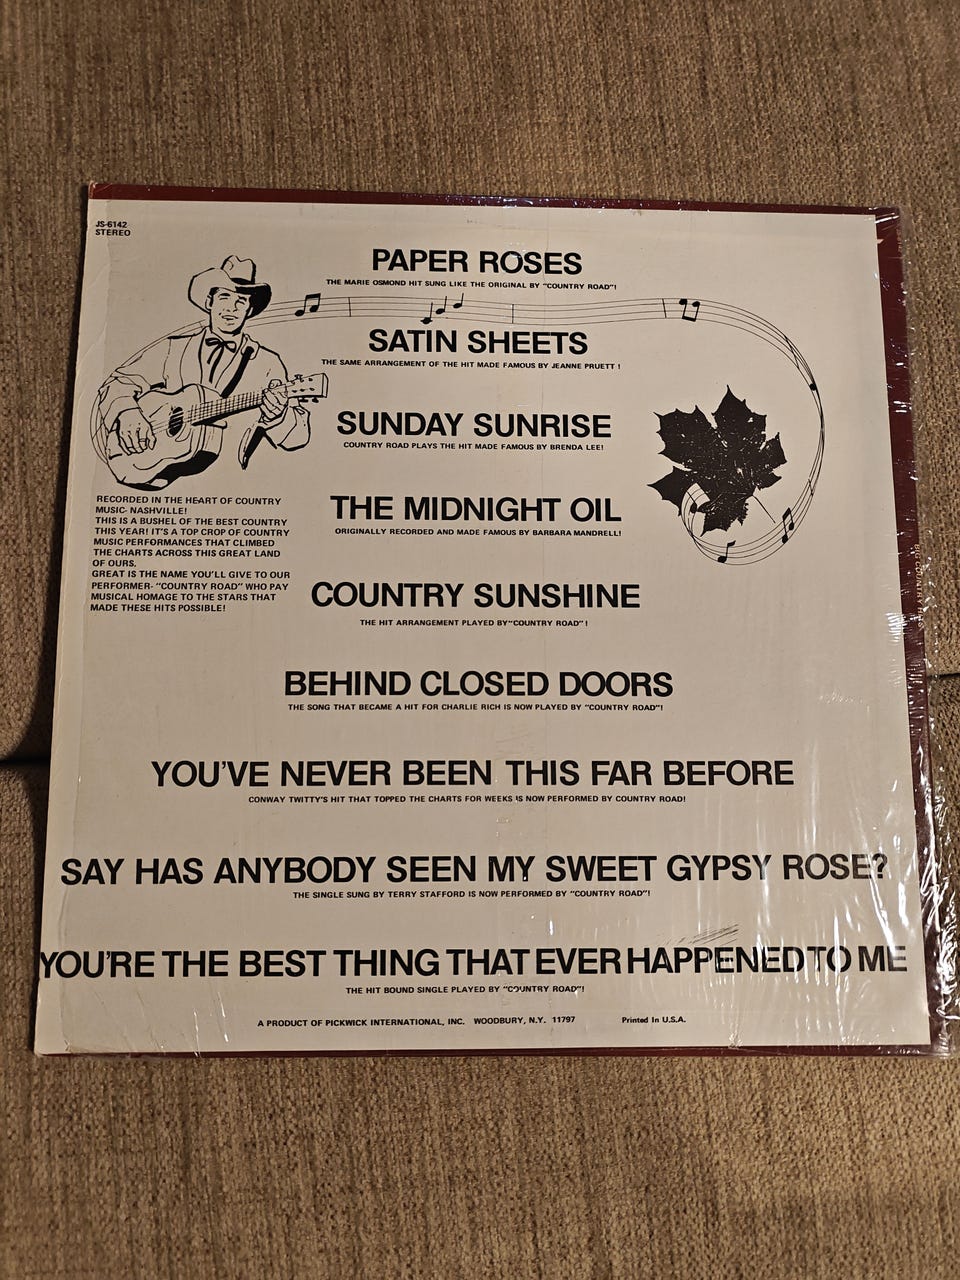 JS-6142
STEREO
PAPER ROSES
THE MARIE OSMOND HIT SUNG LIKE THE ORIGINAL BY "COUNTRY ROAD"!
SATIN SHEETS
THE SAME ARRANGEMENT OF THE HIT MADE FAMOUS BY JEANNE PRUETT !
SUNDAY SUNRISE
COUNTRY ROAD PLAYS THE HIT MADE FAMOUS BY BRENDA LEE!
RECORDED IN THE HEART OF COUNTRY
MUSIC- NASHVILLE!
THIS IS A BUSHEL OF THE BEST COUNTRY
THIS YEAR! IT'S A TOP CROP OF COUNTRY
MUSIC PERFORMANCES THAT CLIMBED
THE CHARTS ACROSS THIS GREAT LAND
OF OURS.
GREAT IS THE NAME YOU'LL GIVE TO OUR
PERFORMER- "COUNTRY ROAD" WHO PAY
MUSICAL HOMAGE TO THE STARS THAT
MADE THESE HITS POSSIBLE!
THE MIDNIGHT OIL
ORIGINALLY RECORDED AND MADE FAMOUS BY BARBARA MANDRELL!
COUNTRY SUNSHINE
THE HIT ARRANGEMENT PLAYED BY "COUNTRY ROAD" !
BEHIND CLOSED DOORS
THE SONG THAT BECAME A HIT FOR CHARLIE RICH IS NOW PLAYED BY "COUNTRY ROAD"!
YOU'VE NEVER BEEN THIS FAR BEFORE
CONWAY TWITTY'S HIT THAT TOPPED THE CHARTS FOR WEEKS IS NOW PERFORMED BY COUNTRY ROAD!
SAY HAS ANYBODY SEEN MY SWEET GYPSY ROSE?
THE SINGLE SUNG BY TERRY STAFFORD IS NOW PERFORMED BY "COUNTRY ROAD"!
YOU'RE THE BEST THING THAT EVER HAPPENED TO ME
THE HIT BOUND SINGLE PLAYED BY "COUNTRY ROAD"!
A PRODUCT OF PICKWICK INTERNATIONAL, INC. WOODBURY, N.Y. 11797 Printed In U.S.A.
BIG COUNTRY HITS